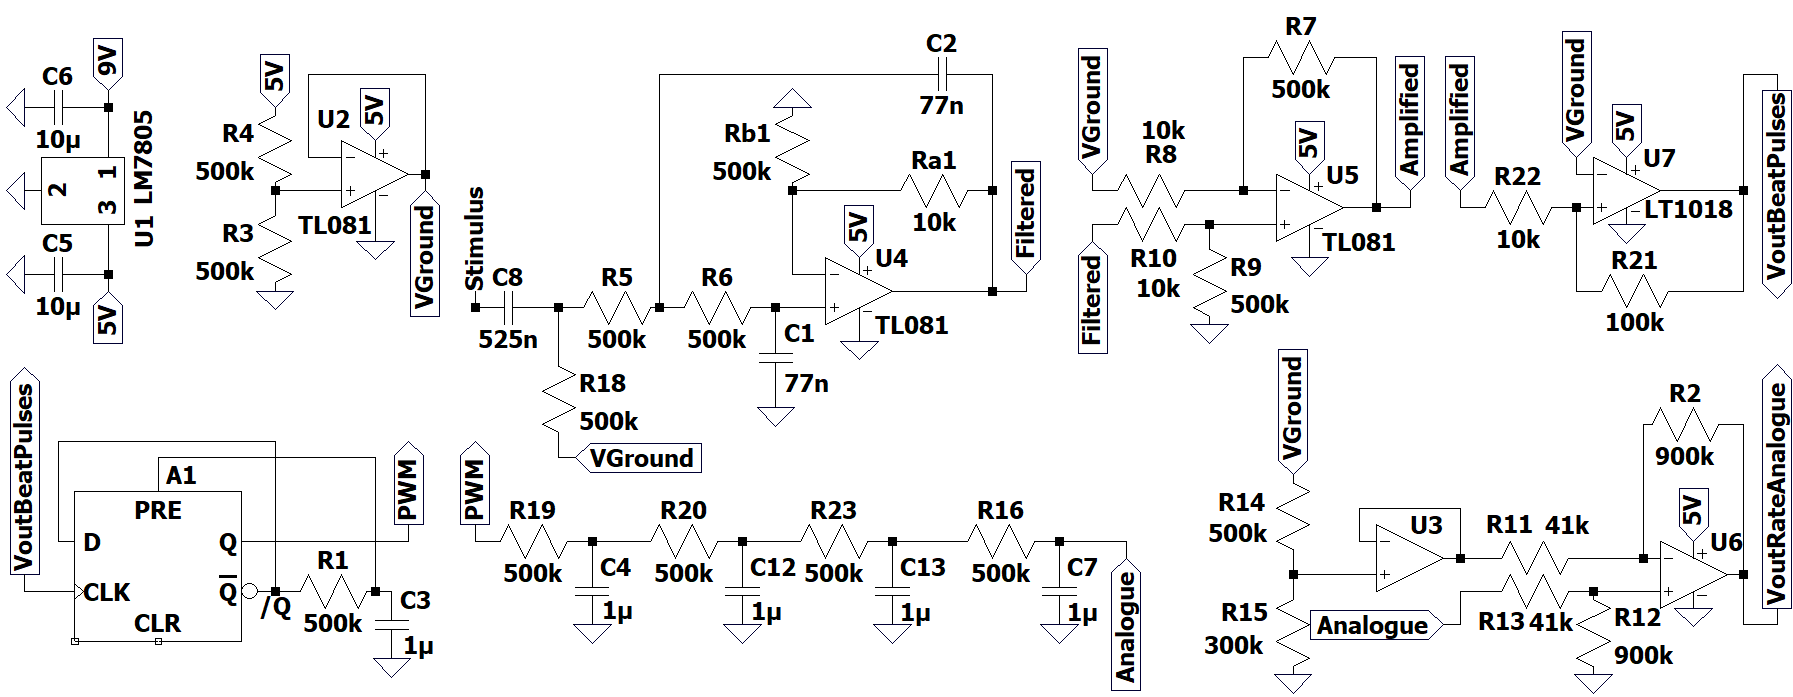 C6
10µ
9V
U1 LM7805
1
2
3
C5
10µ
5V
5V
R4
500k
R3
500k
U2
5V
TL081
VGround
Stimulus
C8
525n
R18
500k
VGround
R5
500k
R6
500k
C1
77n
Rb1
500k
Ra1
10k
C2
77n
5V
U4
TL081
Filtered
VGround
10k
R8
Filtered
R10
10k
R9
500k
R7
500k
5V
U5
TL081
Amplified
Amplified
R22
10k
VGround
5V
U7
LT1018
R21
100k
VoutBeatPulses
VoutBeatPulses
A1
PRE
D
Q
CLK
Q
CLR
/Q
R1
500k
C3
1µ
PWM
PWM
R19
500k
C4
1µ
R20
500k
C12
1µ
R23
500k
C13
1µ
R16
500k
C7
1µ
Analogue
VGround
R14
500k
R15
300k
U3
Analogue
R11 41k
R13 41k
R12
900k
R2
900k
5V
U6
VoutRateAnalogue